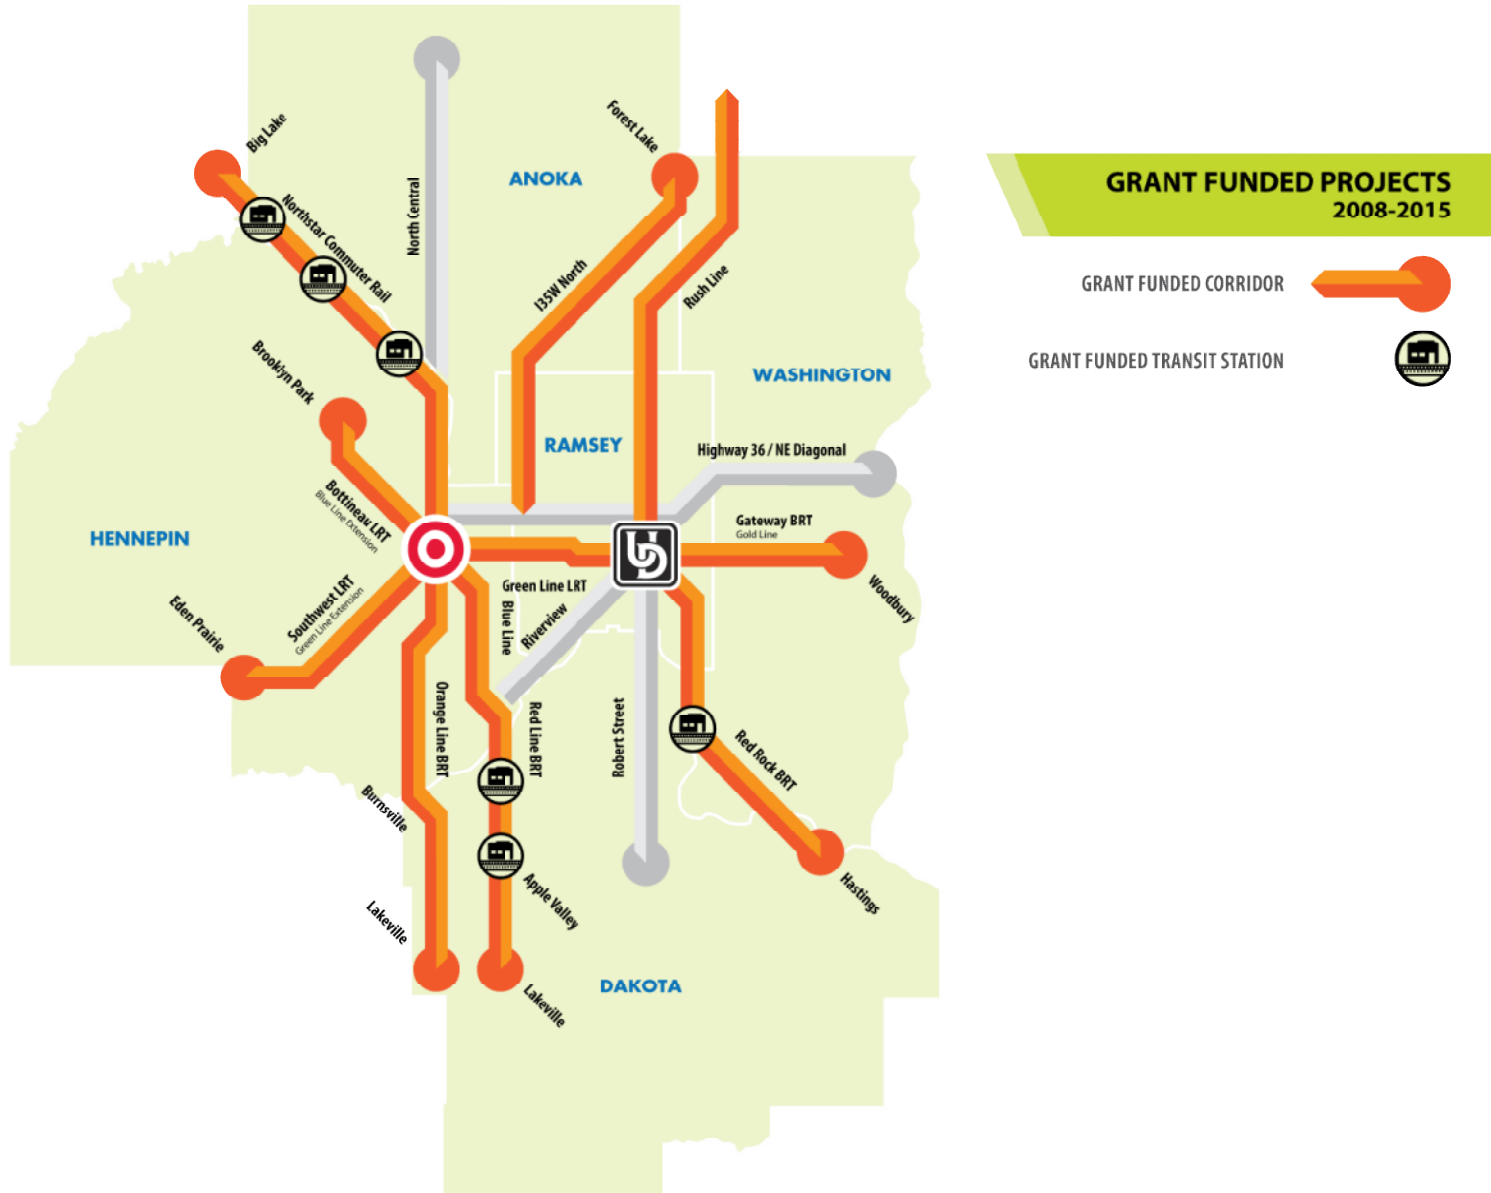 GRANT FUNDED PROJECTS
2008-2015
GRANT FUNDED CORRIDOR
GRANT FUNDED TRANSIT STATION
Big Lake
Northstar Commuter Rail
North Central
ANOKA
Forest Lake
I35W North
Rush Line
WASHINGTON
Brooklyn Park
RAMSEY
Highway 36 / NE Diagonal
Bottineau LRT
Blue Line Extension
HENNEPIN
Gateway BRT
Gold Line
UD
Green Line LRT
Woodbury
Eden Prairie
Southwest LRT
Green Line Extension
Blue Line
Riverview
Orange Line BRT
Red Line BRT
Robert Street
Red Rock BRT
Burnsville
Apple Valley
Hastings
Lakeville
Lakeville
DAKOTA